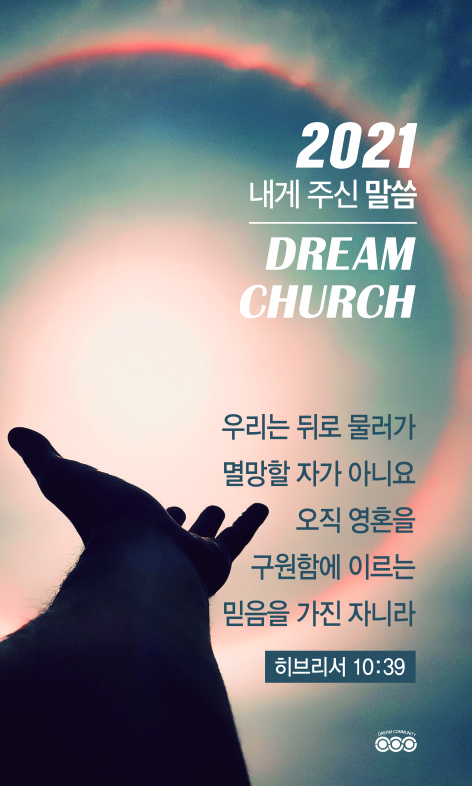 2021
내게 주신 말씀
DREAM
CHURCH
우리는 뒤로 물러가
멸망할 자가 아니요
오직 영혼을
구원함에 이르는
믿음을 가진 자니라
히브리서 10:39
DREAM COMMUNITY